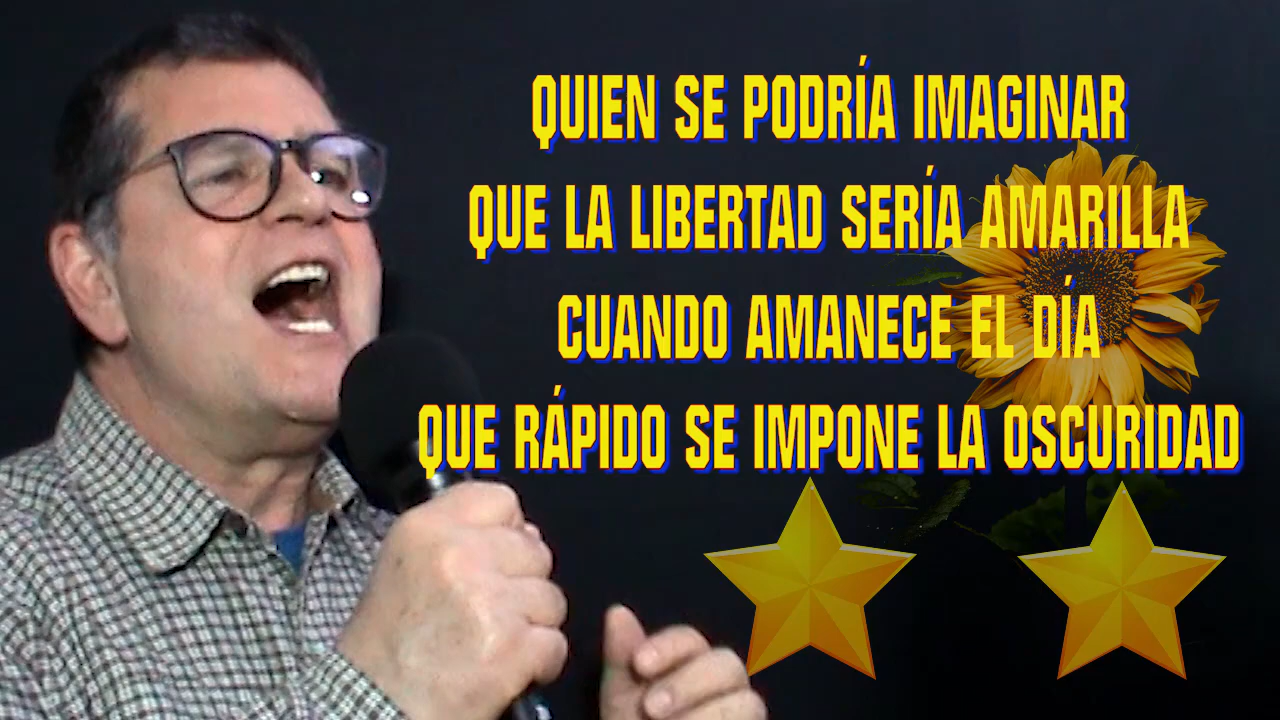 QUIEN SE PODRÍA IMAGINAR
QUE LA LIBERTAD SERÍA AMARILLA
CUANDO AMANECE EL DÍA
QUE RÁPIDO SE IMPONE LA OSCURIDAD